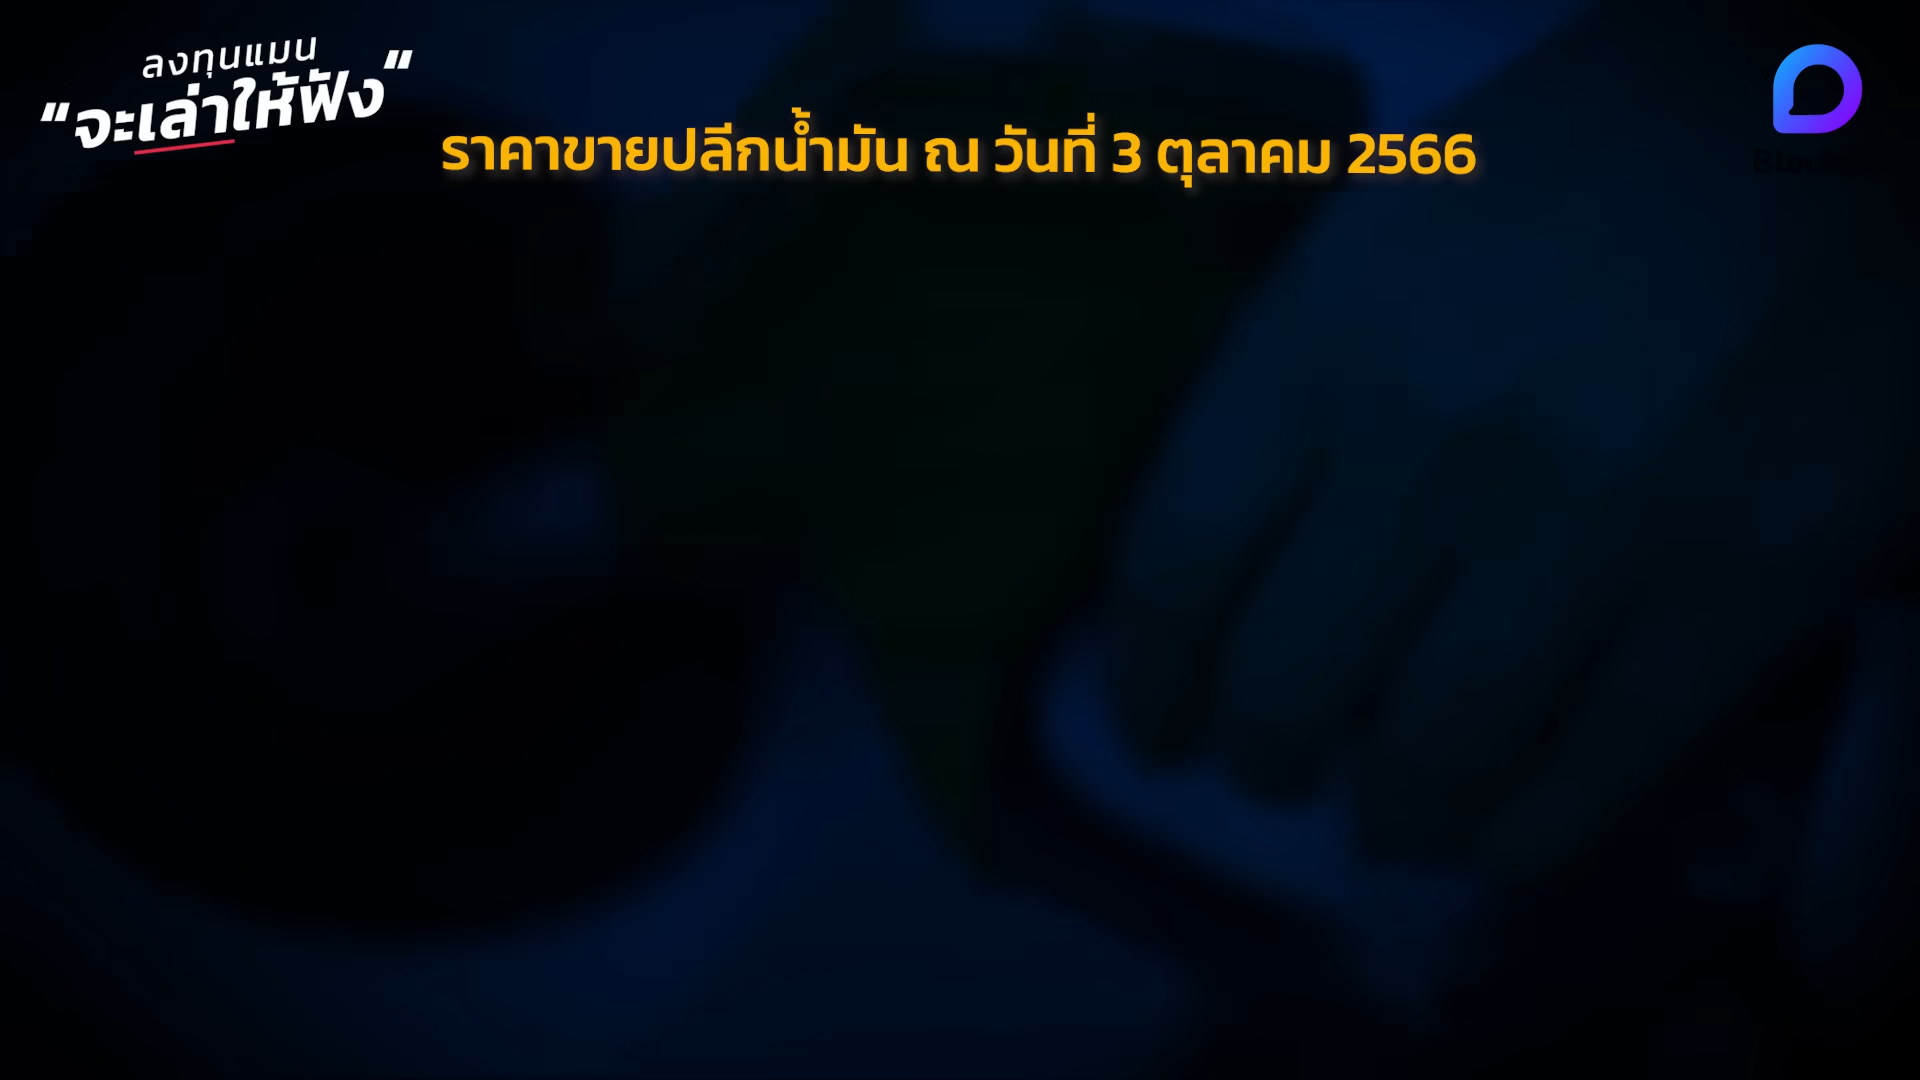 ลงทุนแมน
“จะเล่าให้ฟัง“
ราคาขายปลีกน้ำมัน ณ วันที่ 3 ตุลาคม 2566